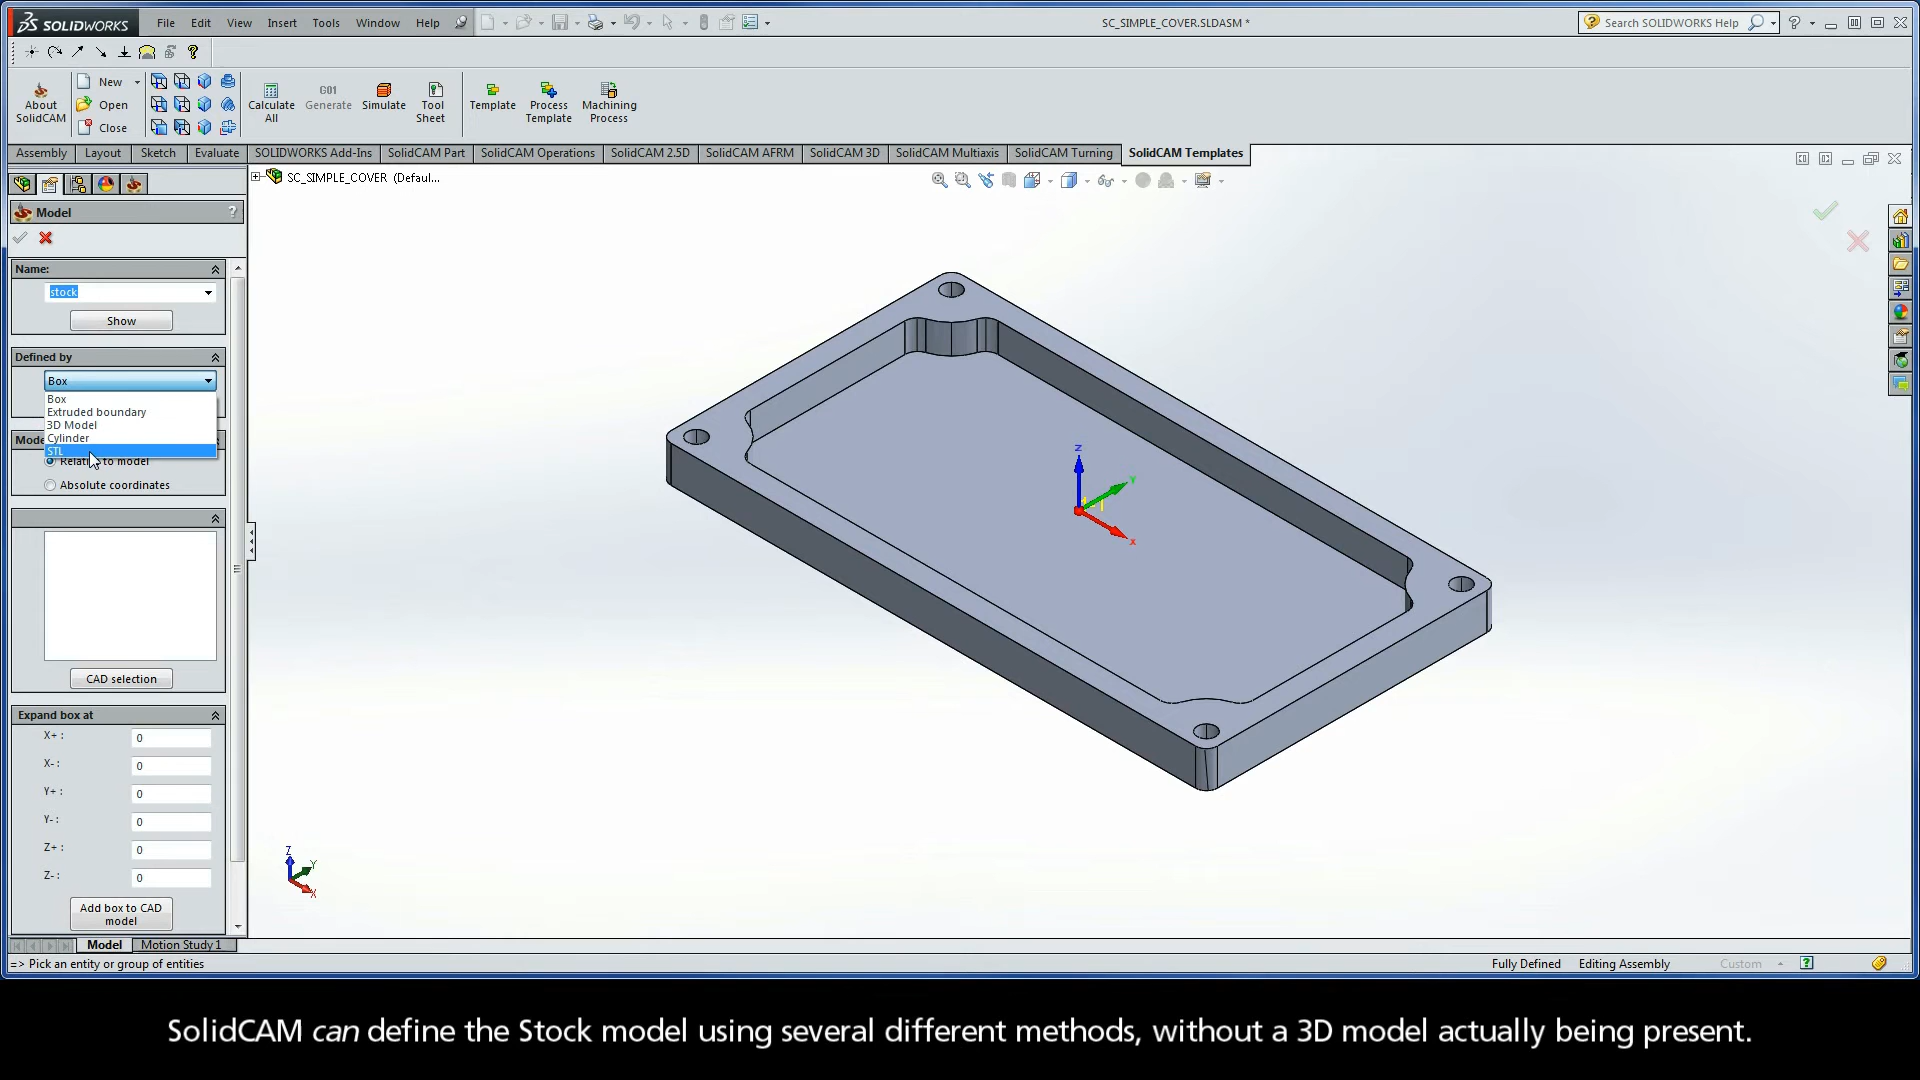 SOLIDWORKS File Edit View Insert Tools Window Help SC_SIMPLE_COVER.SLDASM * Search SOLIDWORKS Help
About SolidCAM
New
Open
Close
Calculate All
G01 Generate
Simulate
Tool Sheet
Template
Process Template
Machining Process
Assembly Layout Sketch Evaluate SOLIDWORKS Add-Ins SolidCAM Part SolidCAM Operations SolidCAM 2.5D SolidCAM AFRM SolidCAM 3D SolidCAM Multiaxis SolidCAM Turning SolidCAM Templates
SC_SIMPLE_COVER (Defaul...
Model ?
Name:
stock
Show
Defined by
Box
Box
Extruded boundary
3D Model
Cylinder
STL
Absolute coordinates
CAD selection
Expand box at
X+ : 0
X- : 0
Y+ : 0
Y- : 0
Z+ : 0
Z- : 0
Add box to CAD
model
Z
Y
X
Z
Y
X
Model Motion Study 1
=> Pick an entity or group of entities Fully Defined Editing Assembly Custom
SolidCAM can define the Stock model using several different methods, without a 3D model actually being present.